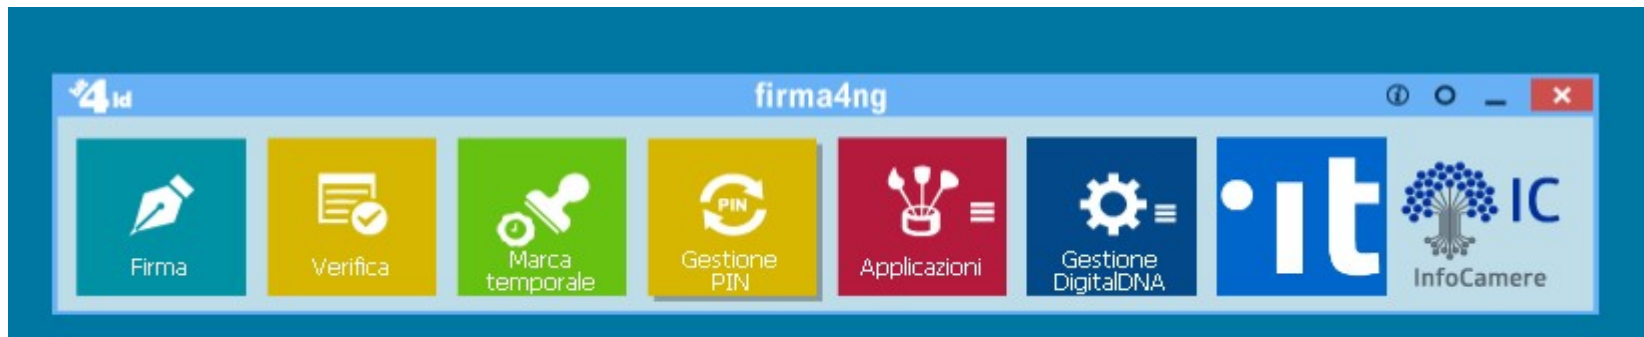 4Id
firma4ng
Firma
Verifica
Marca
temporale
PIN
Gestione
PIN
Applicazioni
Gestione
DigitalDNA
it
IC
InfoCamere